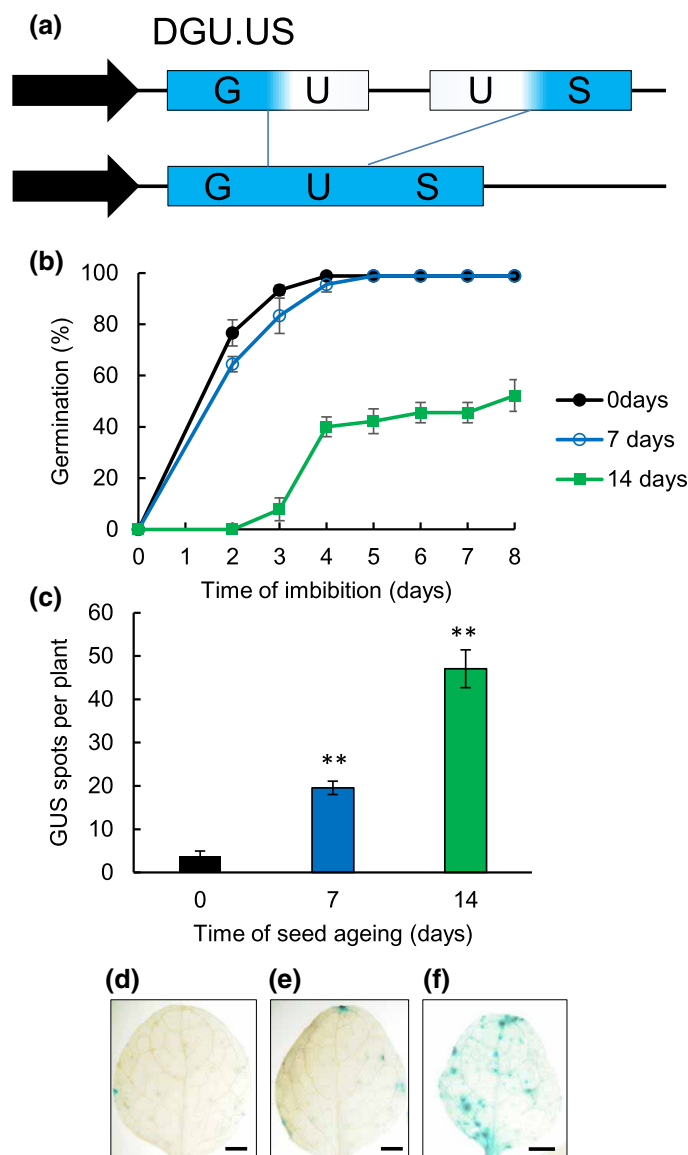 (a)
DGU.US
G U U S
G U S
(b)
100
80
60
40
20
0
Germination (%)
0 1 2 3 4 5 6 7 8
Time of imbibition (days)
0days
7 days
14 days
(c)
60
50
40
30
20
10
0
GUS spots per plant
**
**
0 7 14
Time of seed ageing (days)
(d) (e) (f)